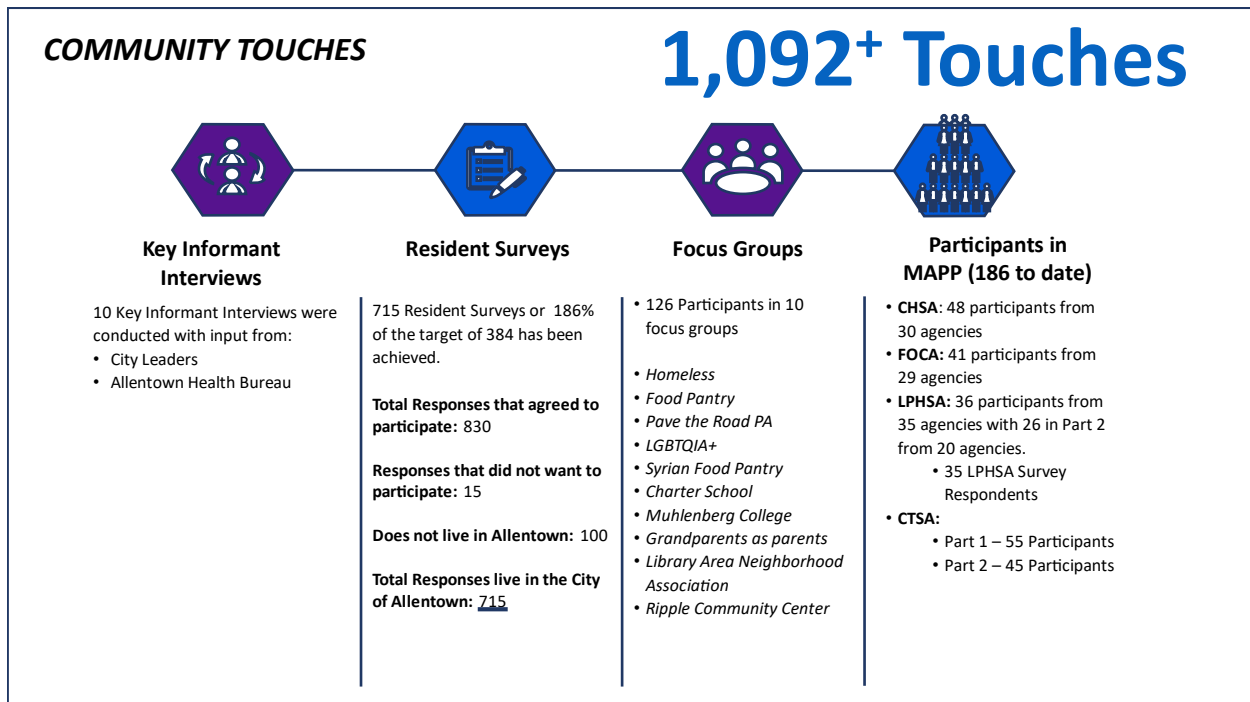 COMMUNITY TOUCHES
1,092+ Touches
Key Informant
Interviews
10 Key Informant Interviews were
conducted with input from:
• City Leaders
• Allentown Health Bureau
Resident Surveys
715 Resident Surveys or 186%
of the target of 384 has been
achieved.
Total Responses that agreed to
participate: 830
Responses that did not want to
participate: 15
Does not live in Allentown: 100
Total Responses live in the City
of Allentown: 715
Focus Groups
• 126 Participants in 10
focus groups
• Homeless
• Food Pantry
• Pave the Road PA
• LGBTQIA+
• Syrian Food Pantry
• Charter School
• Muhlenberg College
• Grandparents as parents
• Library Area Neighborhood
Association
• Ripple Community Center
Participants in
MAPP (186 to date)
• CHSA: 48 participants from
30 agencies
• FOCA: 41 participants from
29 agencies
• LPHSA: 36 participants from
35 agencies with 26 in Part 2
from 20 agencies.
• 35 LPHSA Survey
Respondents
• CTSA:
• Part 1 – 55 Participants
• Part 2 – 45 Participants